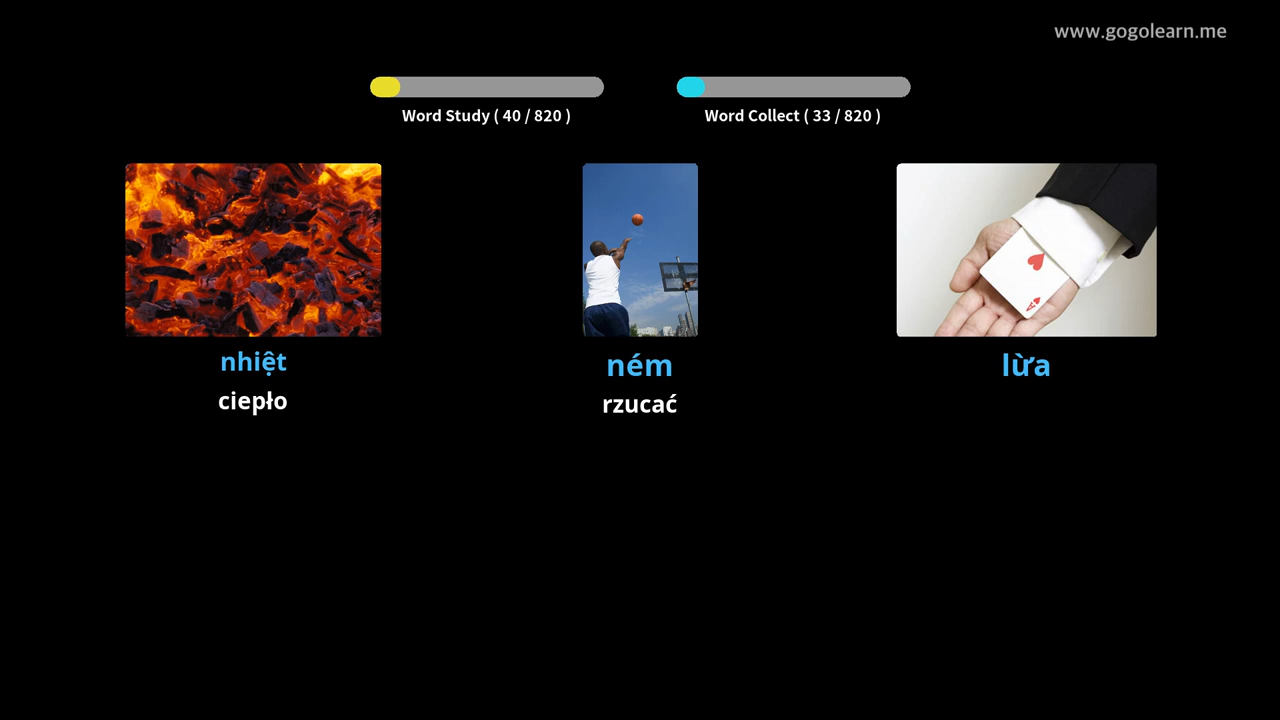 www.gogolearn.me
Word Study ( 40 / 820 )
Word Collect ( 33 / 820 )
nhiệt
ciepło
ném
rzucać
lừa